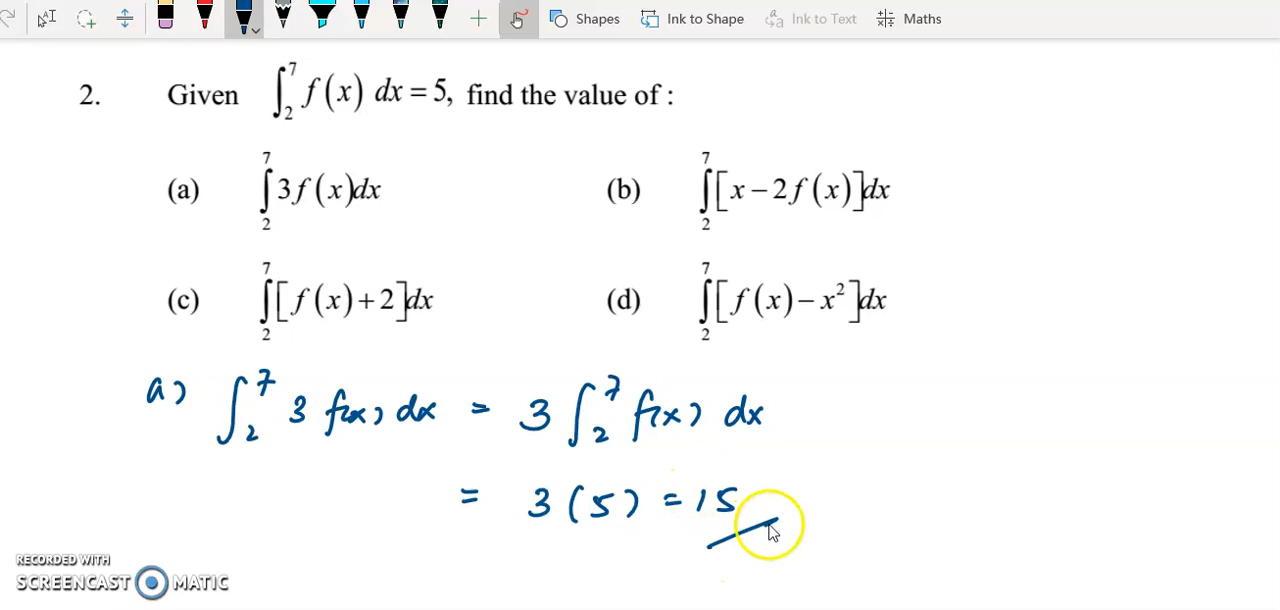 Shapes Ink to Shape Ink to Text Maths
2. Given ∫₂⁷ f(x) dx = 5, find the value of :
(a) ∫₂⁷ 3f(x)dx (b) ∫₂⁷ [x − 2f(x)]dx
(c) ∫₂⁷ [f(x) + 2]dx (d) ∫₂⁷ [f(x) − x²]dx
a) ∫₂⁷ 3 f(x) dx = 3 ∫₂⁷ f(x) dx
= 3 (5) = 15
RECORDED WITH
SCREENCAST MATIC